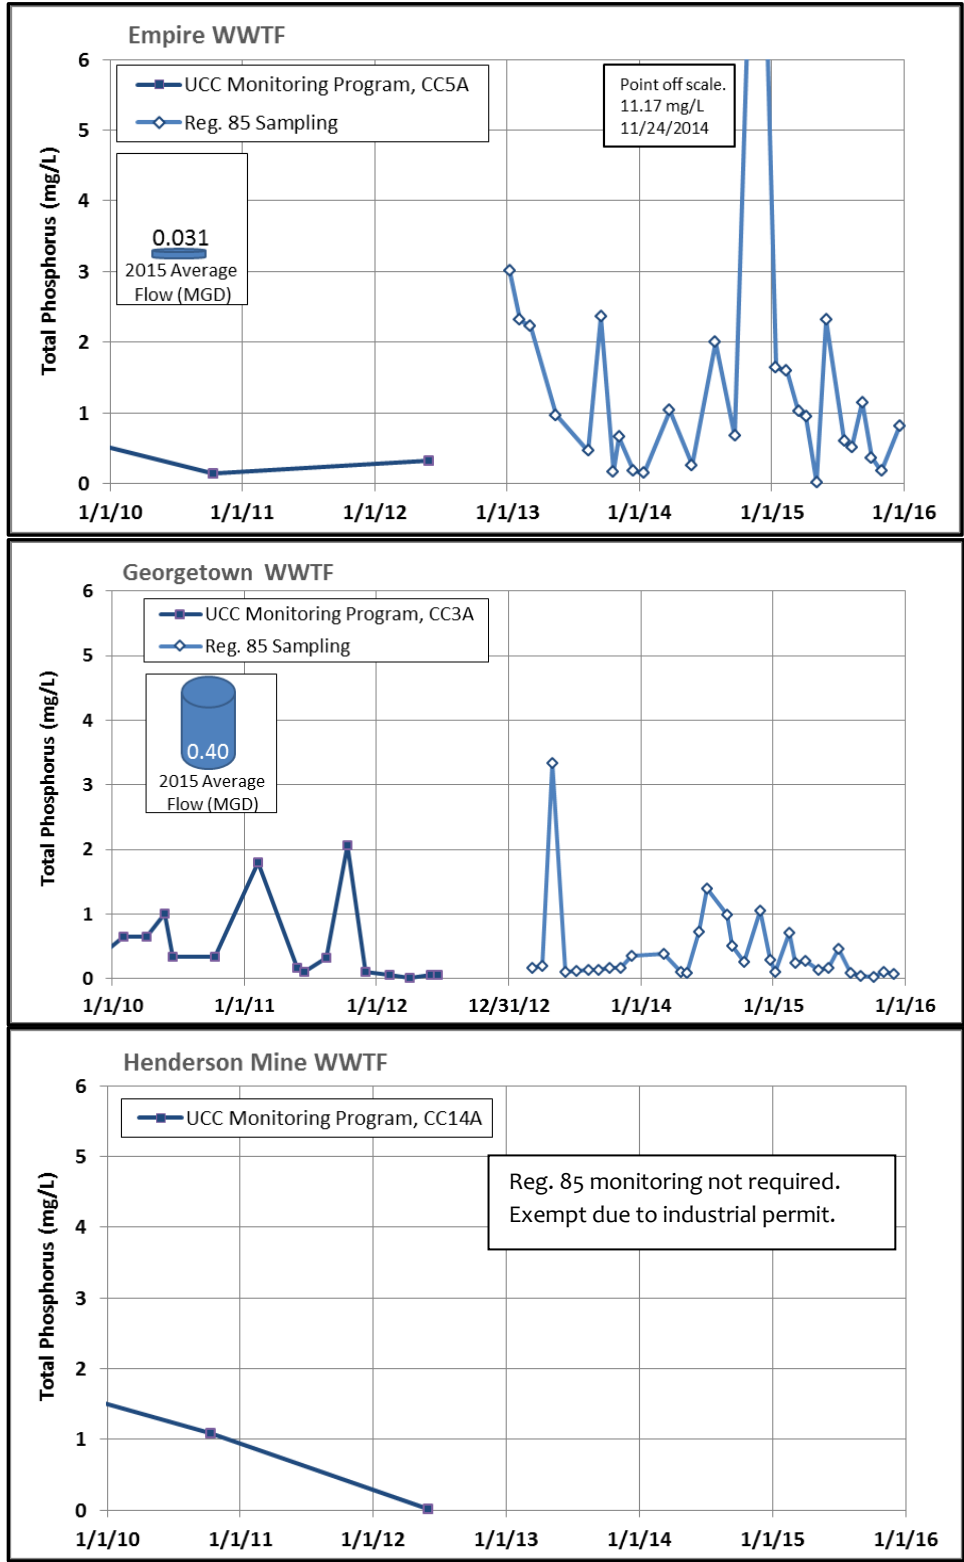 Empire WWTF
Total Phosphorus (mg/L)
6
5
4
3
2
1
0
UCC Monitoring Program, CC5A
Reg. 85 Sampling
0.031
2015 Average
Flow (MGD)
Point off scale.
11.17 mg/L
11/24/2014
1/1/10 1/1/11 1/1/12 1/1/13 1/1/14 1/1/15 1/1/16
Georgetown WWTF
Total Phosphorus (mg/L)
6
5
4
3
2
1
0
UCC Monitoring Program, CC3A
Reg. 85 Sampling
0.40
2015 Average
Flow (MGD)
1/1/10 1/1/11 1/1/12 12/31/12 1/1/14 1/1/15 1/1/16
Henderson Mine WWTF
Total Phosphorus (mg/L)
6
5
4
3
2
1
0
UCC Monitoring Program, CC14A
Reg. 85 monitoring not required.
Exempt due to industrial permit.
1/1/10 1/1/11 1/1/12 1/1/13 1/1/14 1/1/15 1/1/16